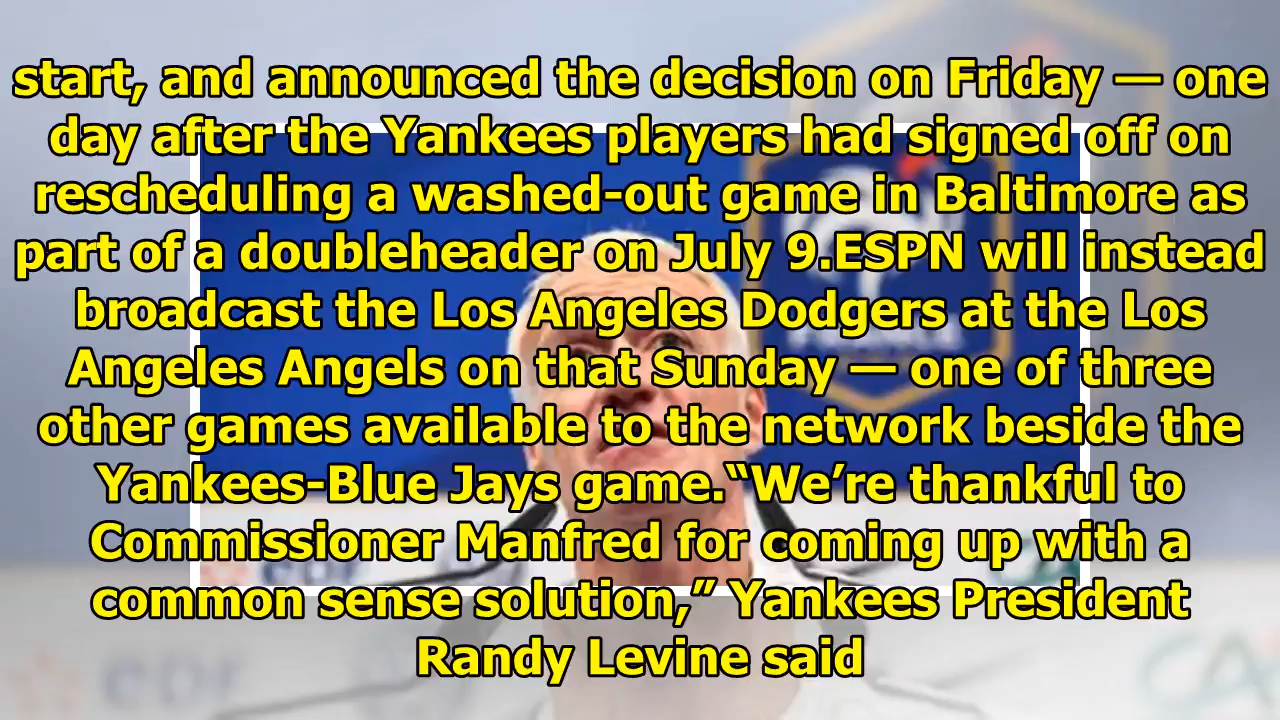 start, and announced the decision on Friday — one
day after the Yankees players had signed off on
rescheduling a washed-out game in Baltimore as
part of a doubleheader on July 9.ESPN will instead
broadcast the Los Angeles Dodgers at the Los
Angeles Angels on that Sunday — one of three
other games available to the network beside the
Yankees-Blue Jays game.“We’re thankful to
Commissioner Manfred for coming up with a
common sense solution,” Yankees President
Randy Levine said